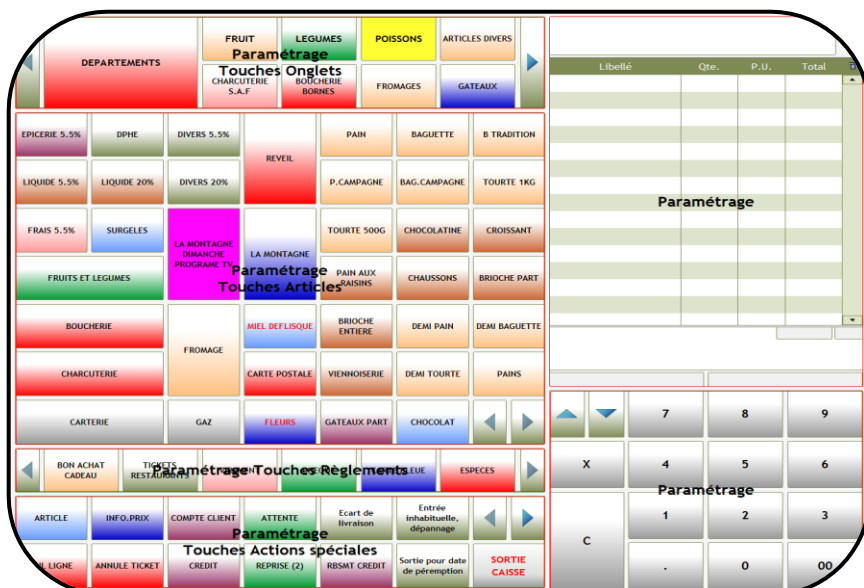 DEPARTEMENTS
FRUIT
LEGUMES
POISSONS
ARTICLES DIVERS
Paramétrage
Touches Onglets
CHARCUTERIE
S.A.F
BOUCHERIE
BORNES
FROMAGES
GATEAUX
Libellé Qte. P.U. Total
EPICERIE 5.5%
DPHE
DIVERS 5.5%
REVEIL
PAIN
BAGUETTE
B TRADITION
LIQUIDE 5.5%
LIQUIDE 20%
DIVERS 20%
P.CAMPAGNE
BAG.CAMPAGNE
TOURTE 1KG
Paramétrage
FRAIS 5.5%
SURGELES
LA MONTAGNE
DIMANCHE
PROGRAME TV
LA MONTAGNE
TOURTE 500G
CHOCOLATINE
CROISSANT
Paramétrage
Touches Articles
FRUITS ET LEGUMES
PAIN AUX
RAISINS
CHAUSSONS
BRIOCHE PART
BOUCHERIE
FROMAGE
MIEL DEFLISQUE
BRIOCHE
ENTIERE
DEMI PAIN
DEMI BAGUETTE
CHARCUTERIE
CARTE POSTALE
VIENNOISERIE
DEMI TOURTE
PAINS
CARTERIE
GAZ
FLEURS
GATEAUX PART
CHOCOLAT
7 8 9
BON ACHAT
CADEAU
TICKETS
RESTAURANTS
Paramétrage Touches Règlements
ESPECES
X 4 5 6
Paramétrage
ARTICLE
INFO.PRIX
COMPTE CLIENT
ATTENTE
Ecart de
livraison
Entrée
inhabituelle,
dépannage
Paramétrage
Touches Actions spéciales
1 2 3
C
LIGNE
ANNULE TICKET
CREDIT
REPRISE (2)
RBSMT CREDIT
Sortie pour date
de péremption
SORTIE
CAISSE
. 0 00